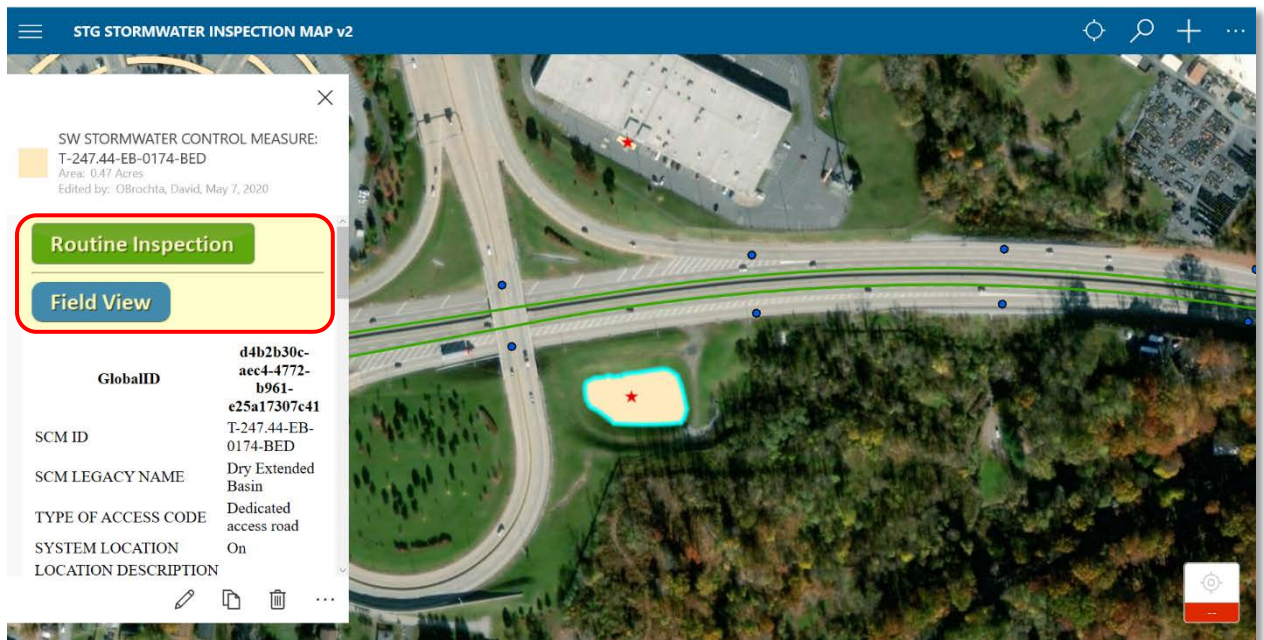 STG STORMWATER INSPECTION MAP v2
SW STORMWATER CONTROL MEASURE:
T-247.44-EB-0174-BED
Area: 0.47 Acres
Edited by: OBrochta, David, May 7, 2020
Routine Inspection
Field View
GlobalID
d4b2b30c-
aec4-4772-
b961-
e25a17307c41
SCM ID
T-247.44-EB-
0174-BED
SCM LEGACY NAME
Dry Extended
Basin
TYPE OF ACCESS CODE
Dedicated
access road
SYSTEM LOCATION
On
LOCATION DESCRIPTION
--